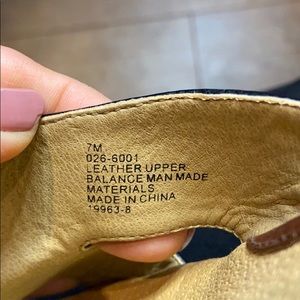 7M
026-6001
LEATHER UPPER
BALANCE MAN MADE
MATERIALS
MADE IN CHINA
19963-8